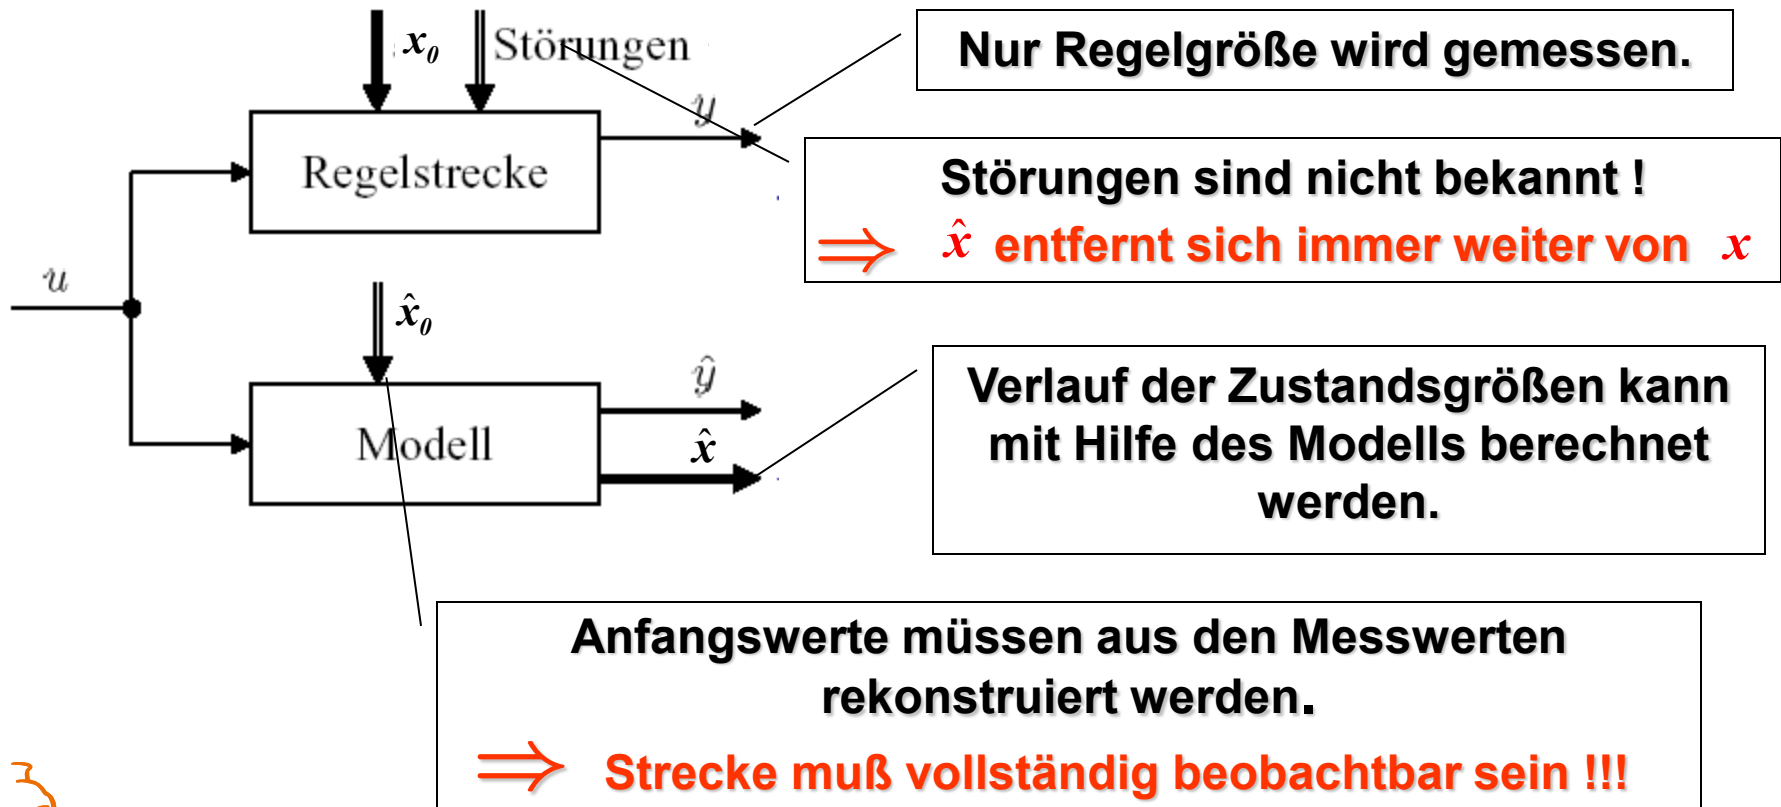 x₀ Störungen
y
Regelstrecke
u
x̂₀
Modell
ŷ
x̂
Nur Regelgröße wird gemessen.
Störungen sind nicht bekannt !
⇒ x̂ entfernt sich immer weiter von x
Verlauf der Zustandsgrößen kann
mit Hilfe des Modells berechnet
werden.
Anfangswerte müssen aus den Messwerten
rekonstruiert werden.
⇒ Strecke muß vollständig beobachtbar sein !!!